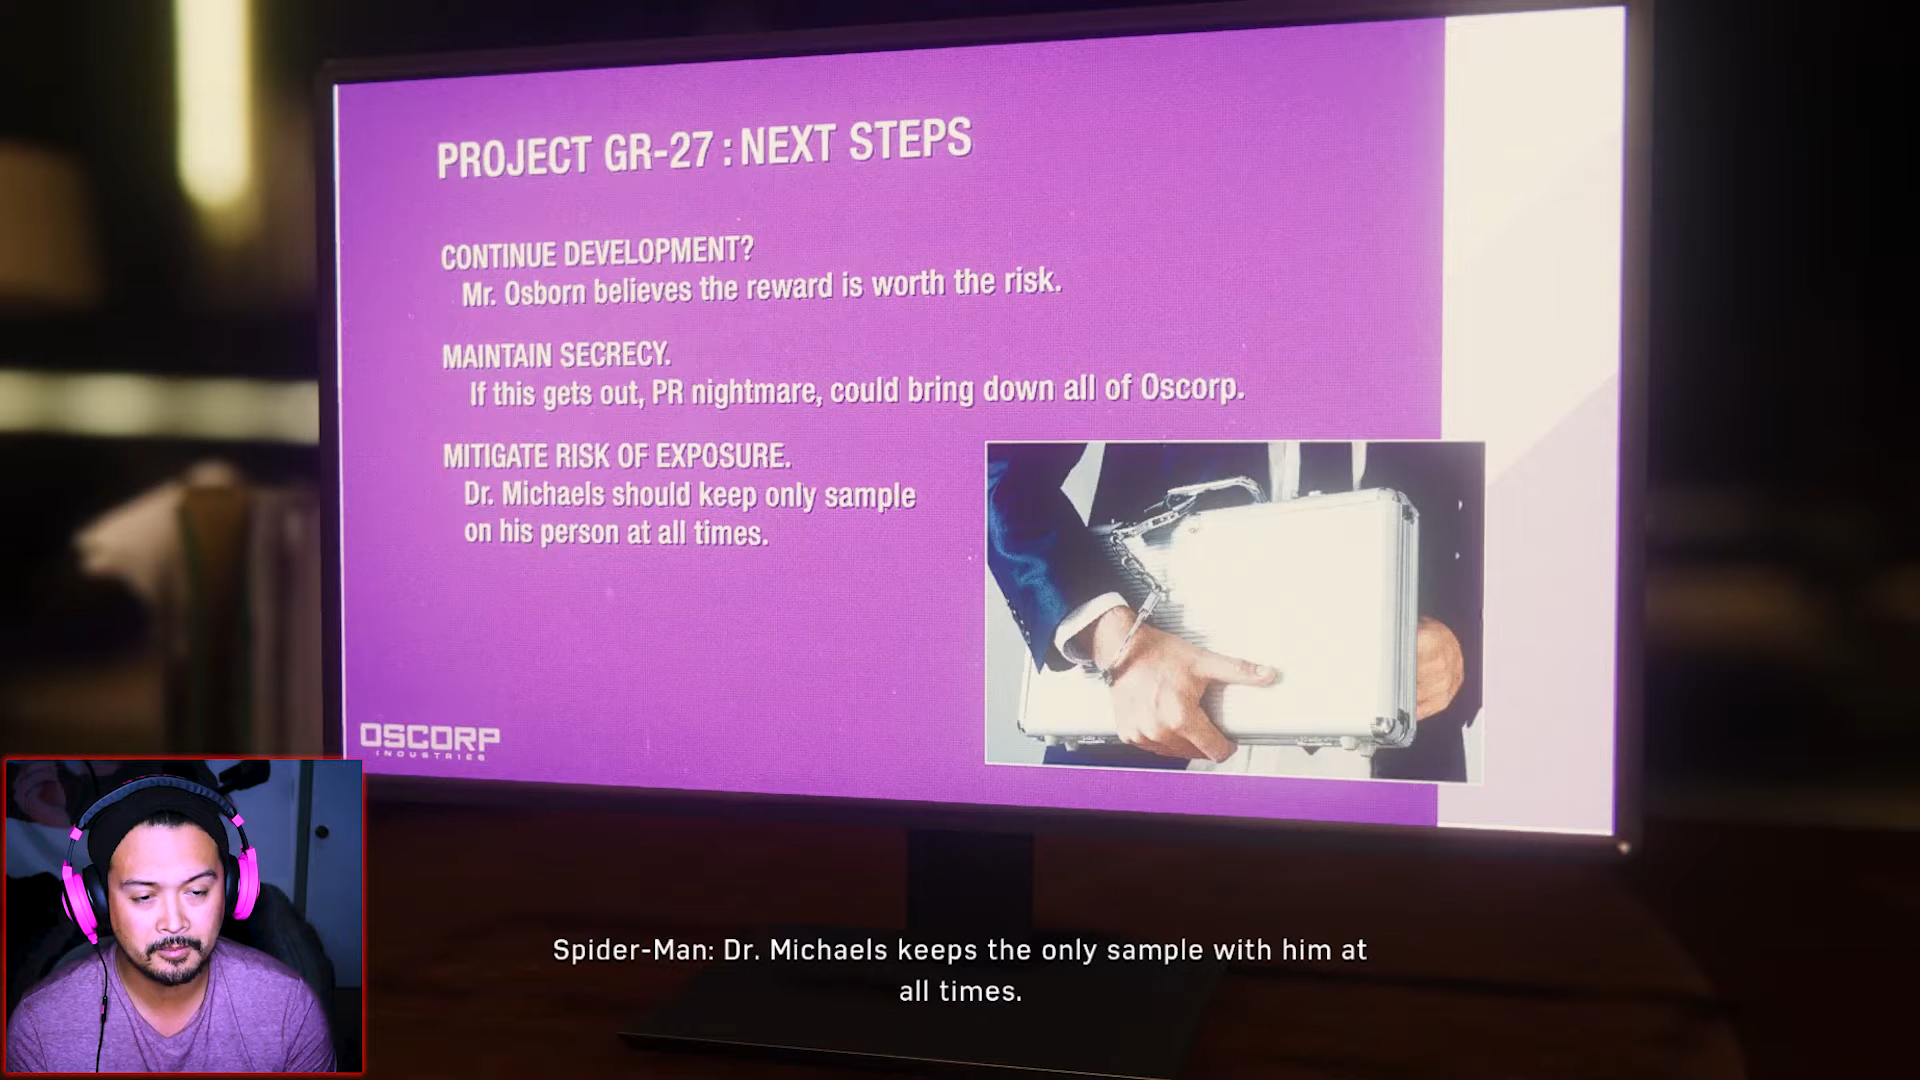 PROJECT GR-27 : NEXT STEPS
CONTINUE DEVELOPMENT?
Mr. Osborn believes the reward is worth the risk.
MAINTAIN SECRECY.
If this gets out, PR nightmare, could bring down all of Oscorp.
MITIGATE RISK OF EXPOSURE.
Dr. Michaels should keep only sample
on his person at all times.
OSCORP
INDUSTRIES
Spider-Man: Dr. Michaels keeps the only sample with him at
all times.